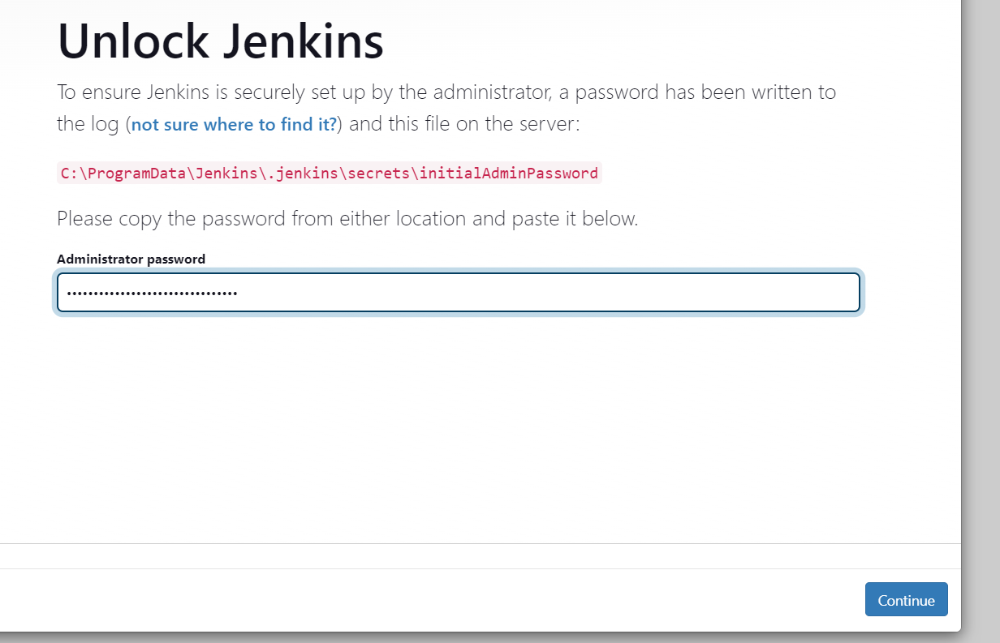 Unlock Jenkins
To ensure Jenkins is securely set up by the administrator, a password has been written to
the log (not sure where to find it?) and this file on the server:
C:\ProgramData\Jenkins\.jenkins\secrets\initialAdminPassword
Please copy the password from either location and paste it below.
Administrator password
••••••••••••••••••••••••••••••••
Continue